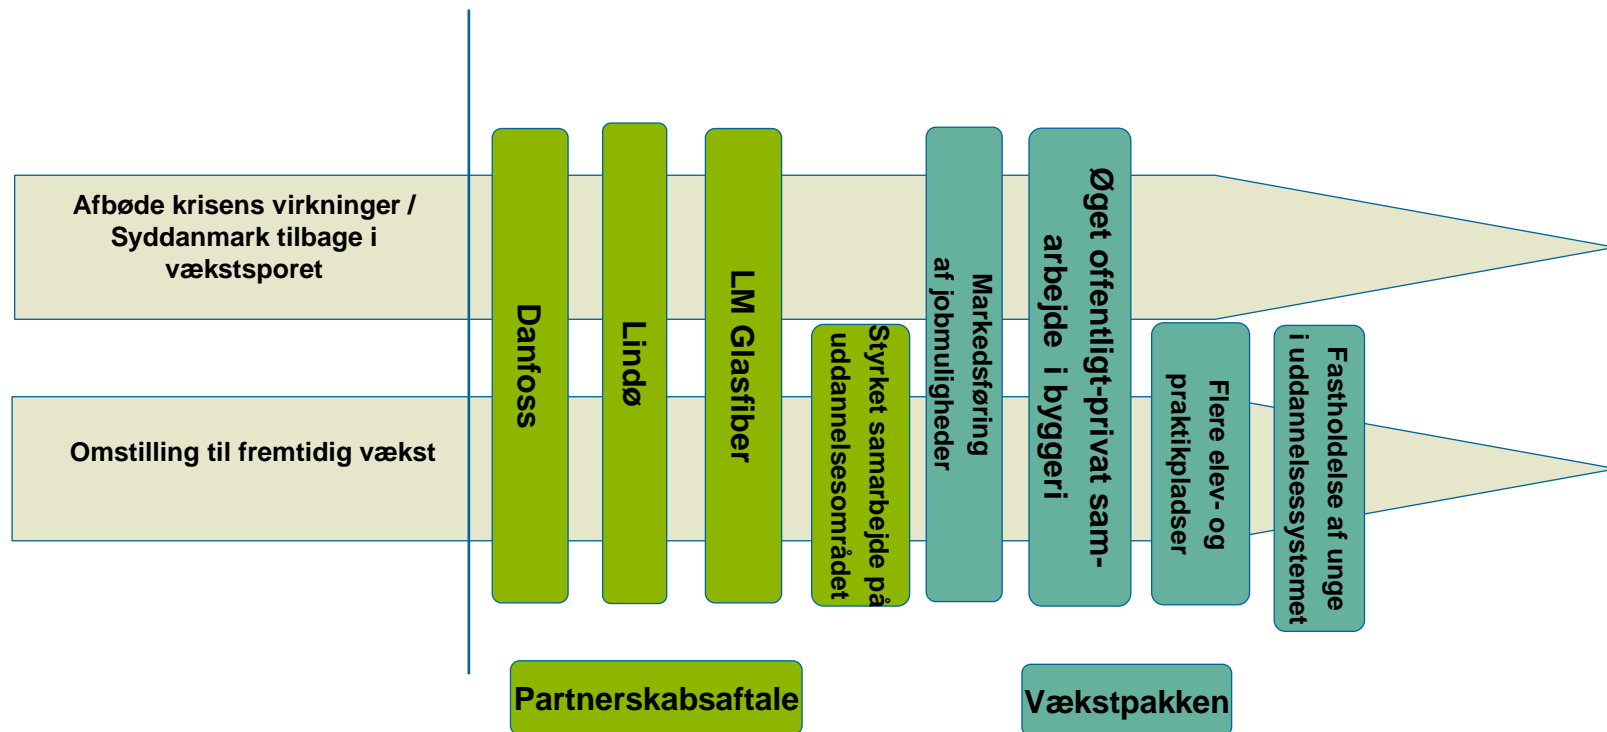 Afbøde krisens virkninger /
Syddanmark tilbage i
vækstsporet
Omstilling til fremtidig vækst
Danfoss
Lindø
LM Glasfiber
Styrket samarbejde på
uddannelsesområdet
Markedsføring
af jobmuligheder
Øget offentligt-privat sam-
arbejde i byggeri
Flere elev- og
praktikpladser
Fastholdelse af unge
i uddannelsessystemet
Partnerskabsaftale
Vækstpakken